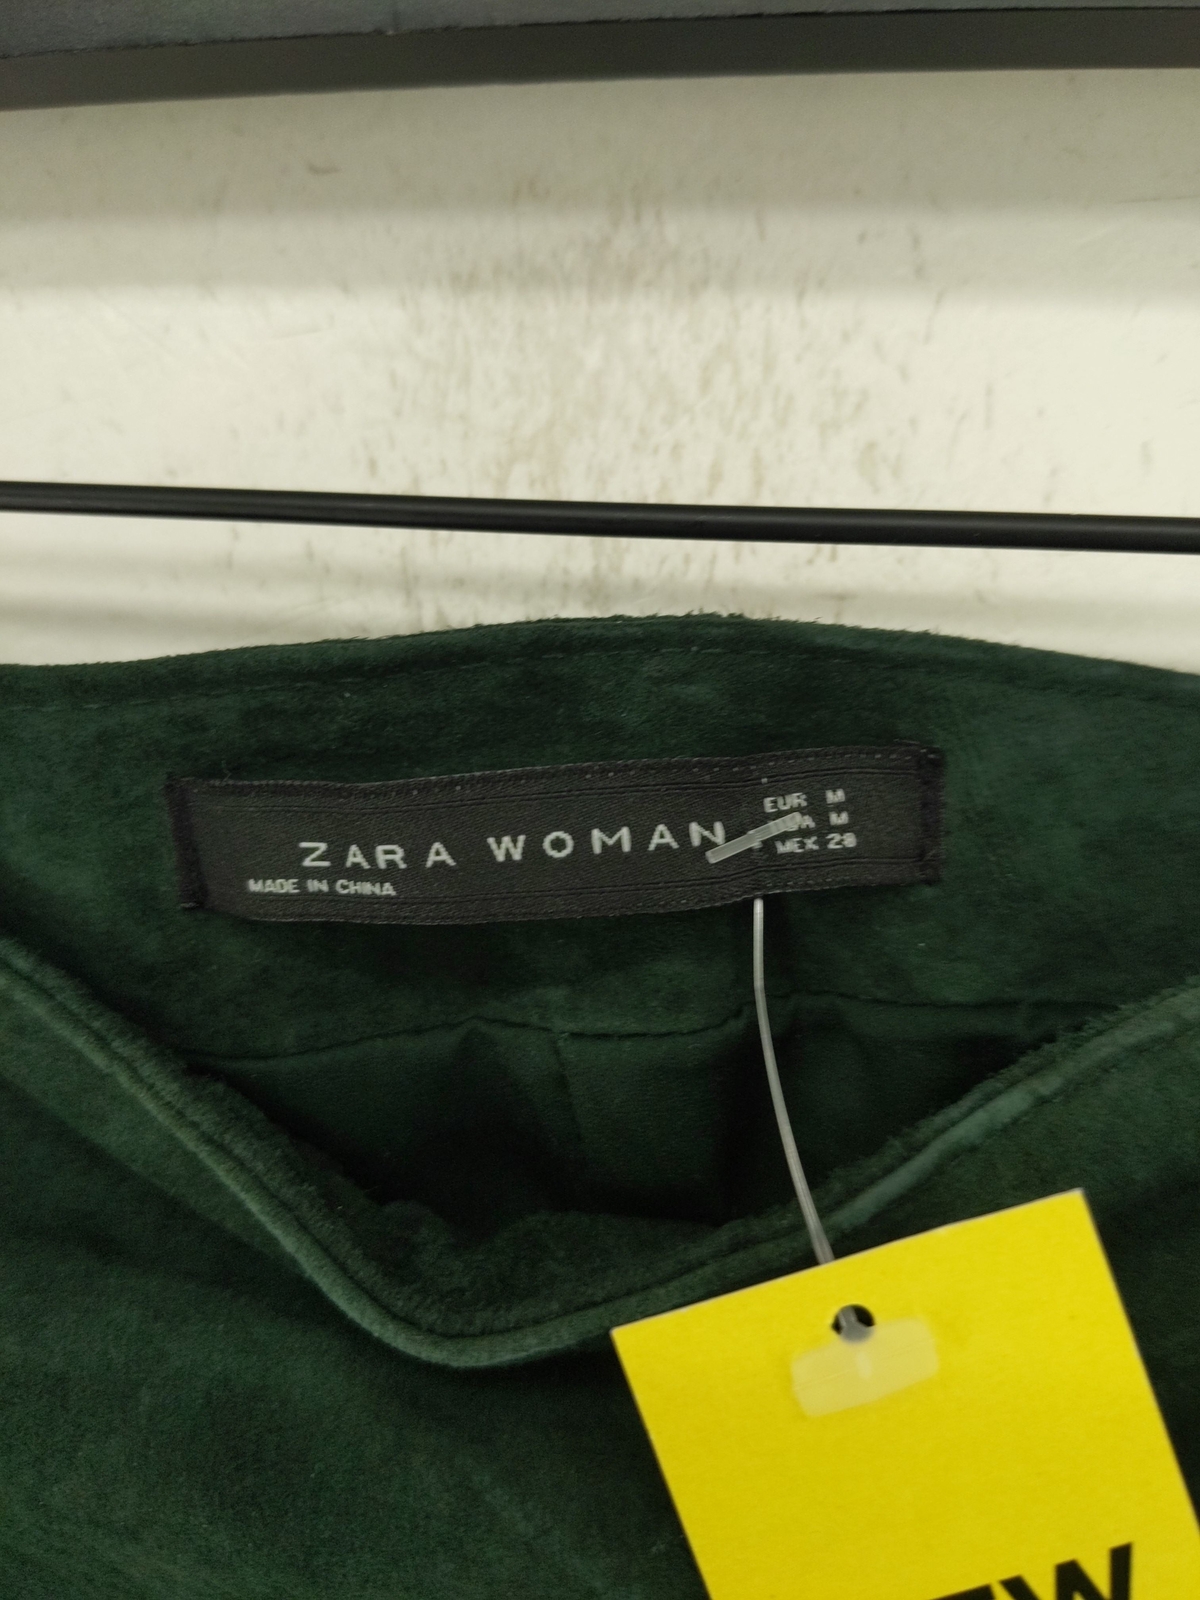 ZARA WOMAN
MADE IN CHINA
EUR M
M
MEX 28